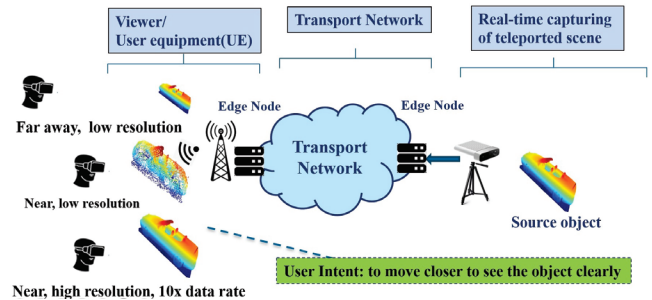 Viewer/
User equipment(UE)
Transport Network
Real-time capturing
of teleported scene
Edge Node
Edge Node
Far away, low resolution
Transport
Network
Near, low resolution
Source object
User Intent: to move closer to see the object clearly
Near, high resolution, 10x data rate